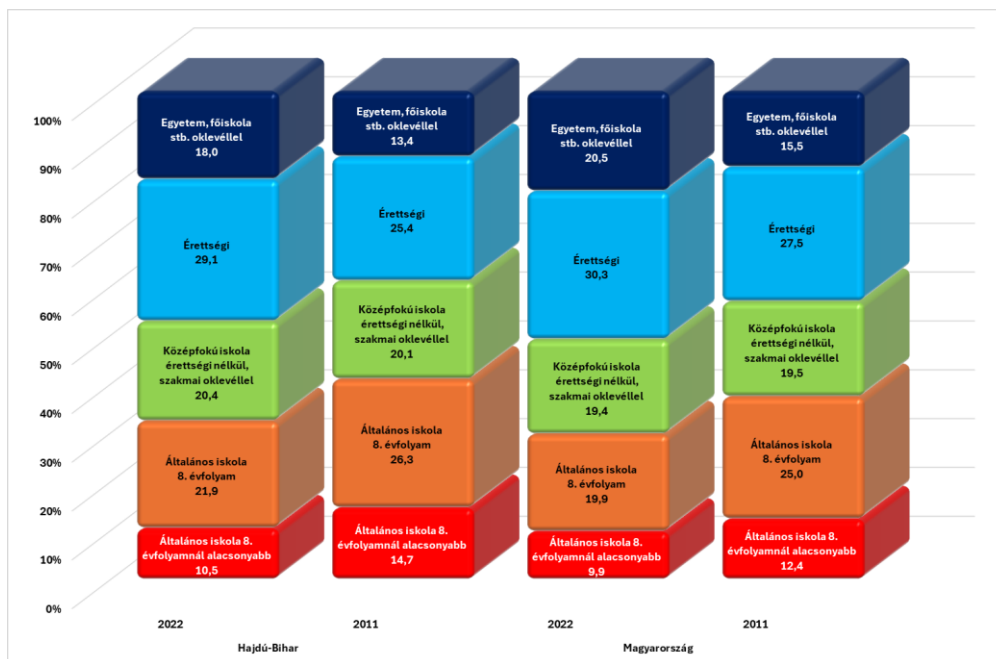 100%
90%
80%
70%
60%
50%
40%
30%
20%
10%
0%
Egyetem, főiskola
stb. oklevéllel
18,0
Érettségi
29,1
Középfokú iskola
érettségi nélkül,
szakmai oklevéllel
20,4
Általános iskola
8. évfolyam
21,9
Általános iskola 8.
évfolyamnál alacsonyabb
10,5
Egyetem, főiskola
stb. oklevéllel
13,4
Érettségi
25,4
Középfokú iskola
érettségi nélkül,
szakmai oklevéllel
20,1
Általános iskola
8. évfolyam
26,3
Általános iskola 8.
évfolyamnál alacsonyabb
14,7
Egyetem, főiskola
stb. oklevéllel
20,5
Érettségi
30,3
Középfokú iskola
érettségi nélkül,
szakmai oklevéllel
19,4
Általános iskola
8. évfolyam
19,9
Általános iskola 8.
évfolyamnál alacsonyabb
9,9
Egyetem, főiskola
stb. oklevéllel
15,5
Érettségi
27,5
Középfokú iskola
érettségi nélkül,
szakmai oklevéllel
19,5
Általános iskola
8. évfolyam
25,0
Általános iskola 8.
évfolyamnál alacsonyabb
12,4
2022 2011 2022 2011
Hajdú-Bihar Magyarország